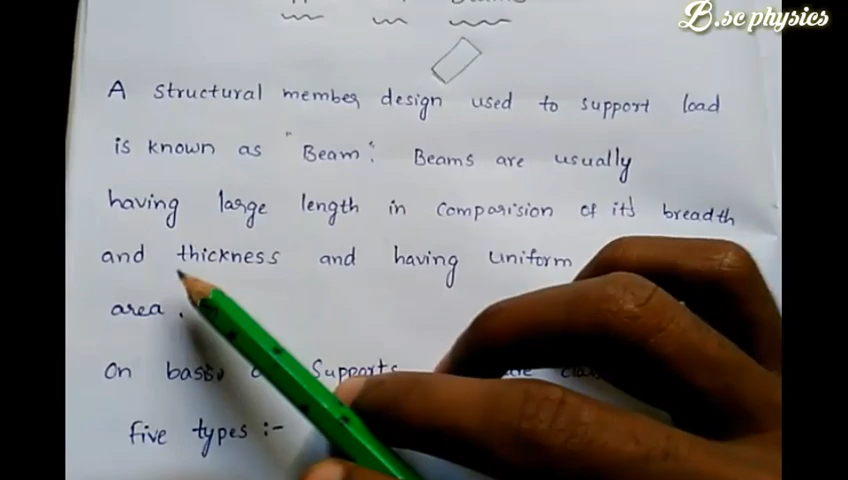 B.sc physics
A structural member design used to support load
is known as "Beam". Beams are usually
having large length in comparision of it's breadth
and thickness and having uniform
area.
On Supports
five types :-